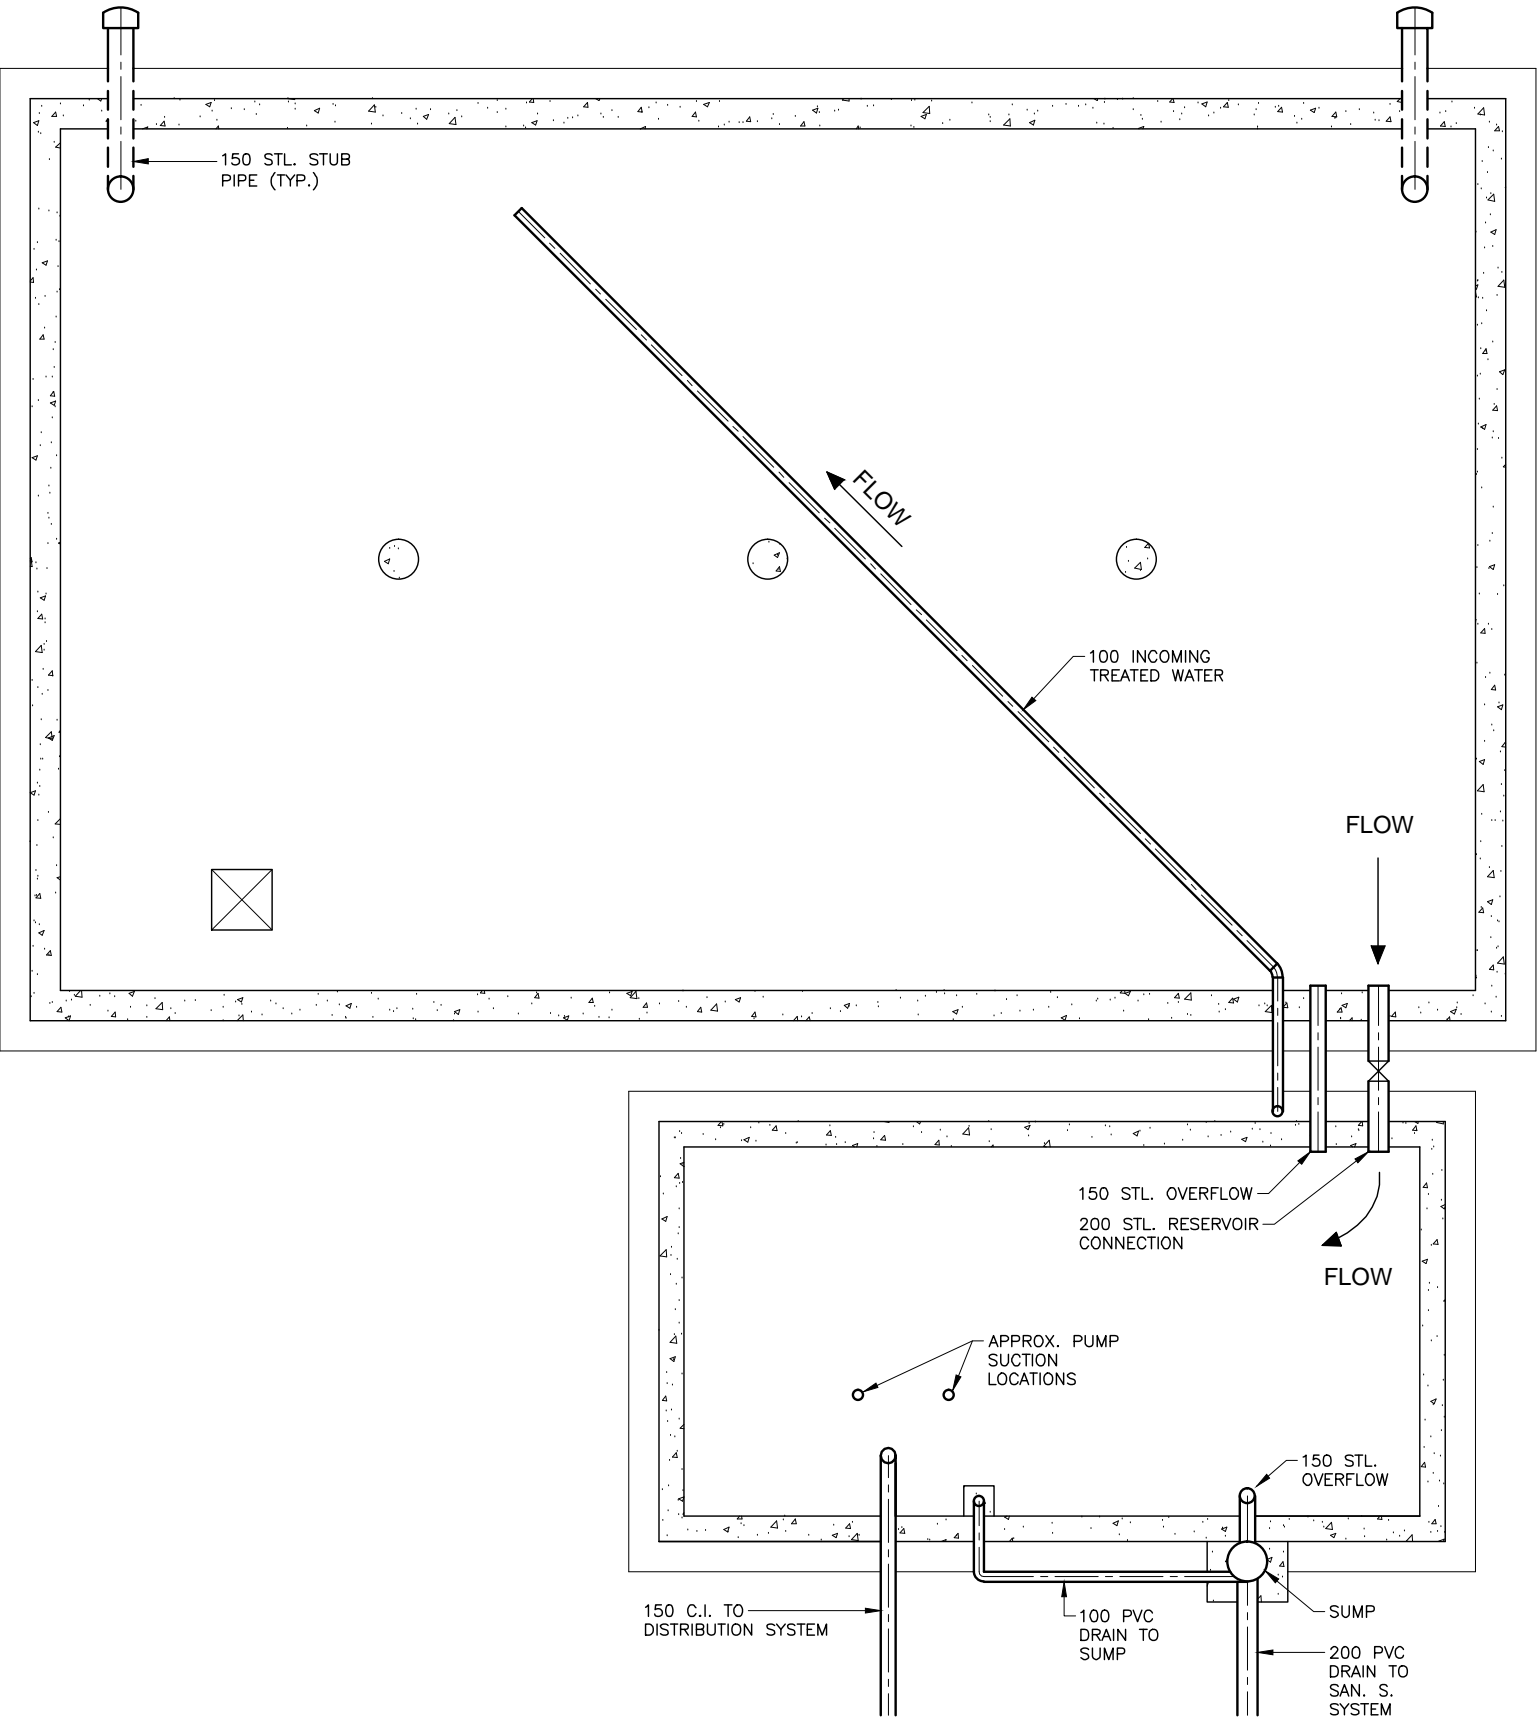 150 STL. STUB
PIPE (TYP.)
FLOW
100 INCOMING
TREATED WATER
FLOW
150 STL. OVERFLOW
200 STL. RESERVOIR
CONNECTION
FLOW
APPROX. PUMP
SUCTION
LOCATIONS
150 STL.
OVERFLOW
150 C.I. TO
DISTRIBUTION SYSTEM
100 PVC
DRAIN TO
SUMP
SUMP
200 PVC
DRAIN TO
SAN. S.
SYSTEM